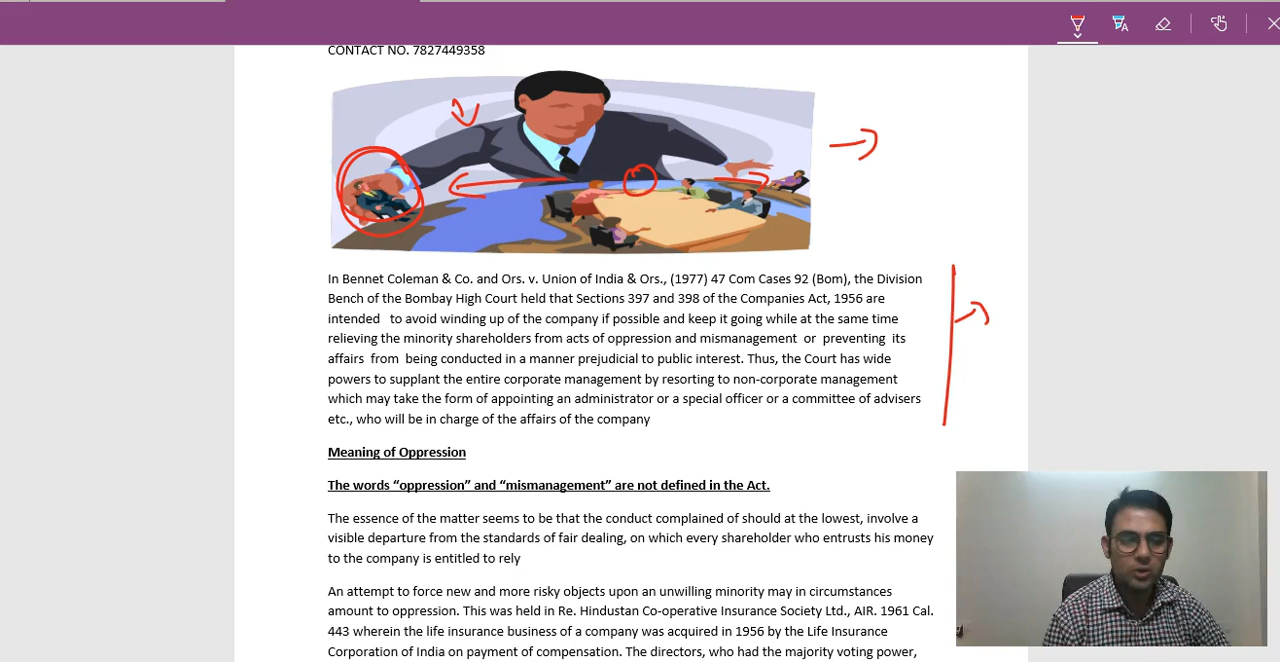 CONTACT NO. 7827449358
In Bennet Coleman & Co. and Ors. v. Union of India & Ors., (1977) 47 Com Cases 92 (Bom), the Division
Bench of the Bombay High Court held that Sections 397 and 398 of the Companies Act, 1956 are
intended to avoid winding up of the company if possible and keep it going while at the same time
relieving the minority shareholders from acts of oppression and mismanagement or preventing its
affairs from being conducted in a manner prejudicial to public interest. Thus, the Court has wide
powers to supplant the entire corporate management by resorting to non-corporate management
which may take the form of appointing an administrator or a special officer or a committee of advisers
etc., who will be in charge of the affairs of the company
Meaning of Oppression
The words “oppression” and “mismanagement” are not defined in the Act.
The essence of the matter seems to be that the conduct complained of should at the lowest, involve a
visible departure from the standards of fair dealing, on which every shareholder who entrusts his money
to the company is entitled to rely
An attempt to force new and more risky objects upon an unwilling minority may in circumstances
amount to oppression. This was held in Re. Hindustan Co-operative Insurance Society Ltd., AIR. 1961 Cal.
443 wherein the life insurance business of a company was acquired in 1956 by the Life Insurance
Corporation of India on payment of compensation. The directors, who had the majority voting power,